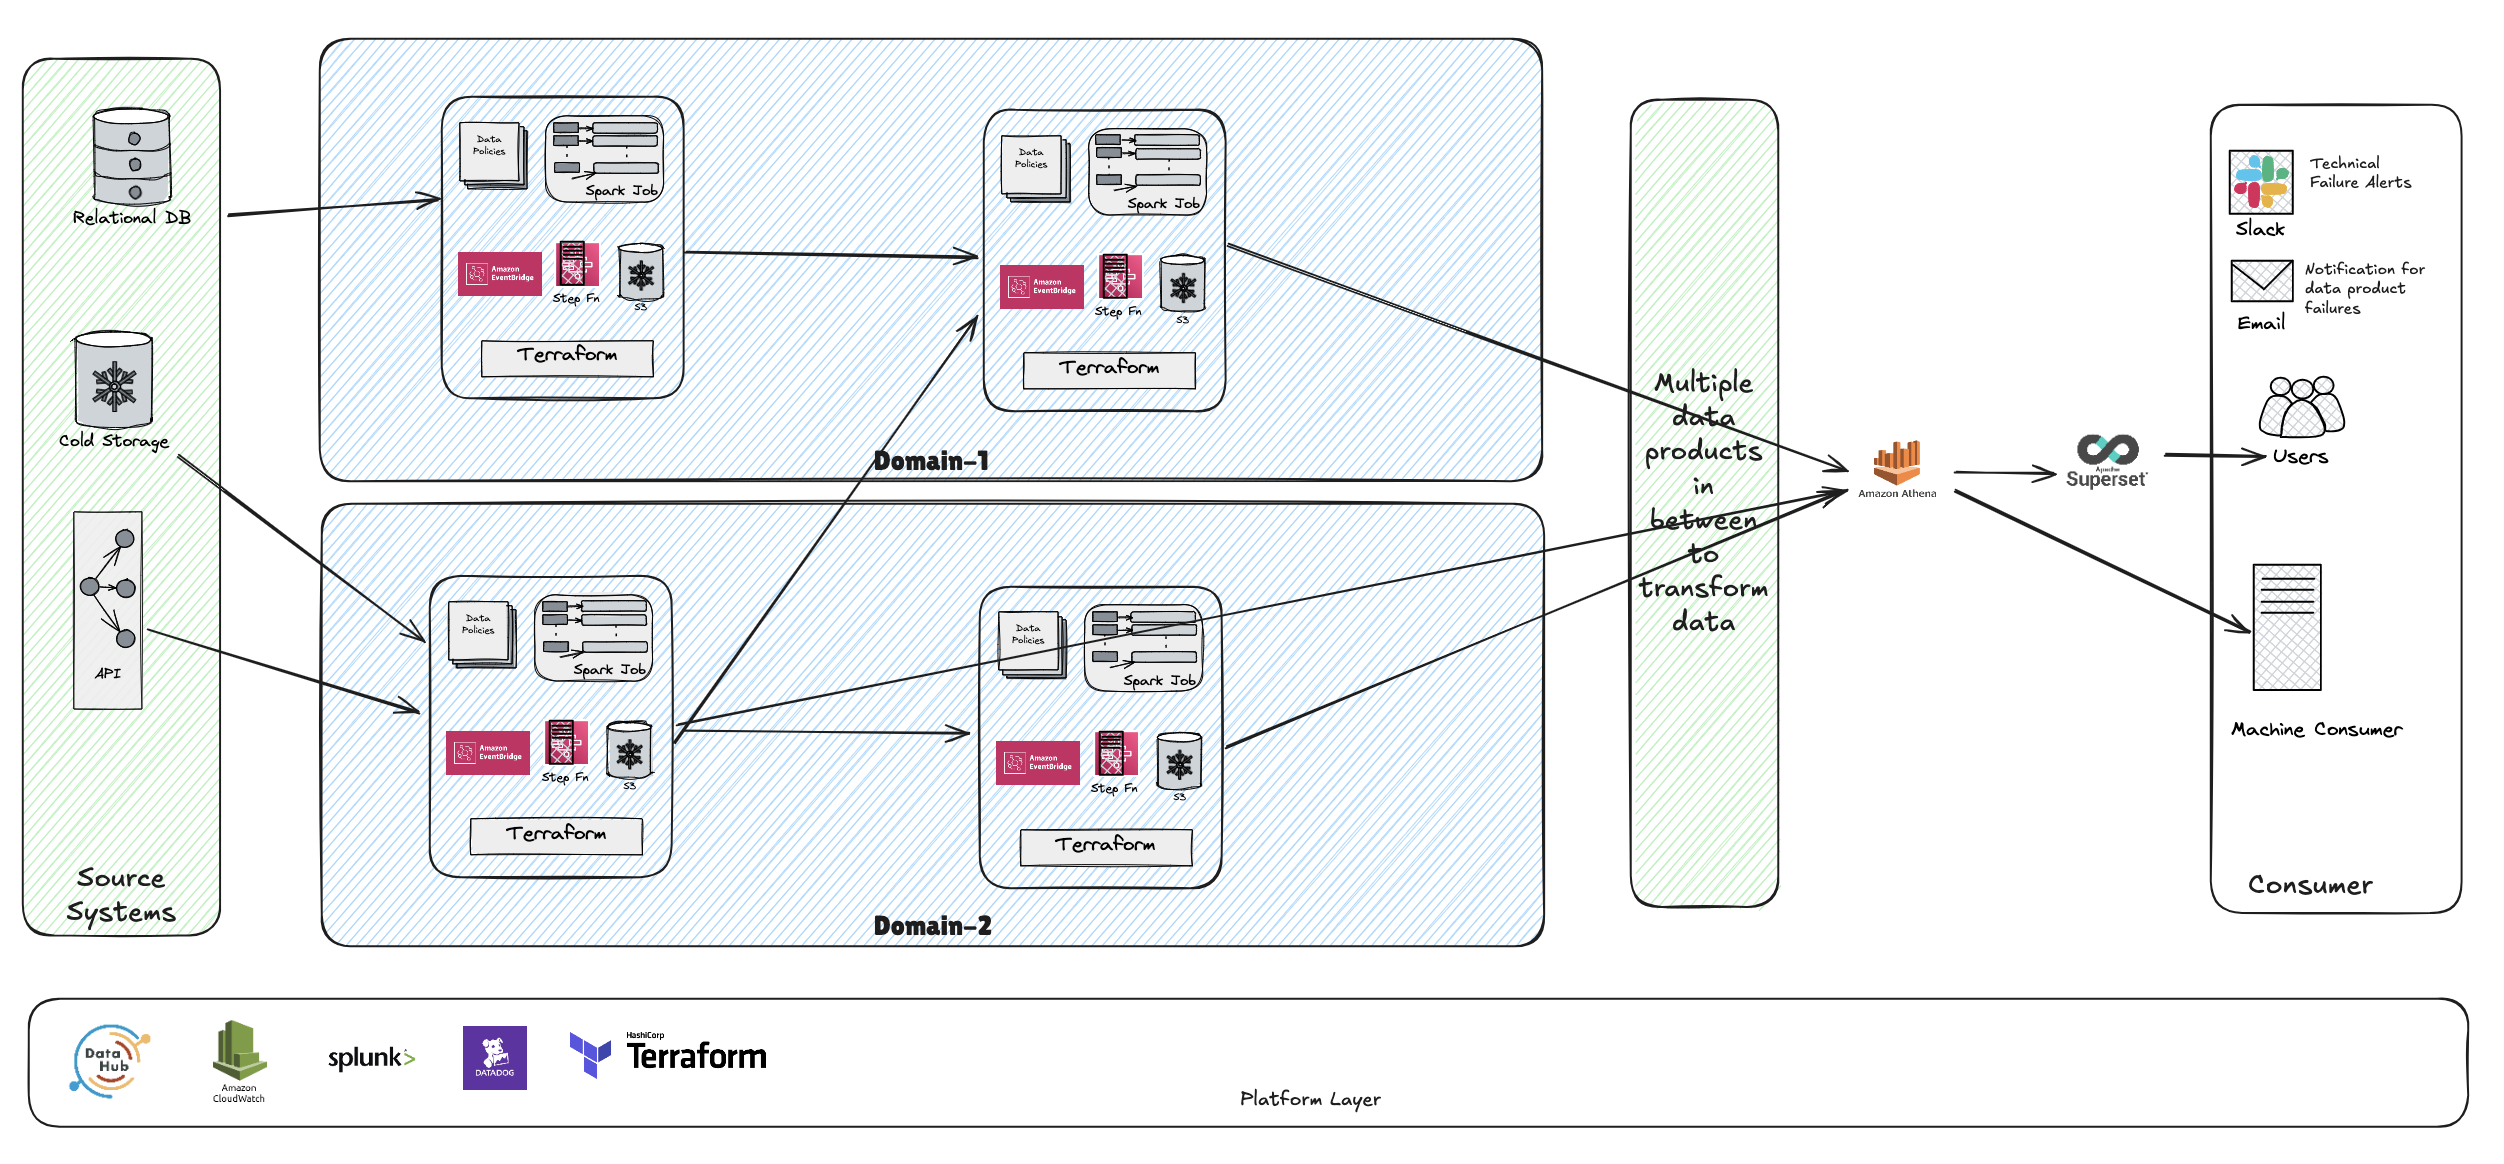 Relational DB
Cold Storage
API
Source
Systems
Data
Policies
Spark Job
Amazon
EventBridge
Step Fn
S3
Terraform
Data
Policies
Spark Job
Amazon
EventBridge
Step Fn
S3
Terraform
Domain-1
Data
Policies
Spark Job
Amazon
EventBridge
Step Fn
S3
Terraform
Data
Policies
Spark Job
Amazon
EventBridge
Step Fn
S3
Terraform
Domain-2
Multiple
data
products
in
between
to
transform
data
Amazon Athena
Apache
Superset
Technical
Failure Alerts
Slack
Notification for
data product
failures
Email
Users
Machine Consumer
Consumer
Data
Hub
Amazon
CloudWatch
splunk>
DATADOG
HashiCorp
Terraform
Platform Layer